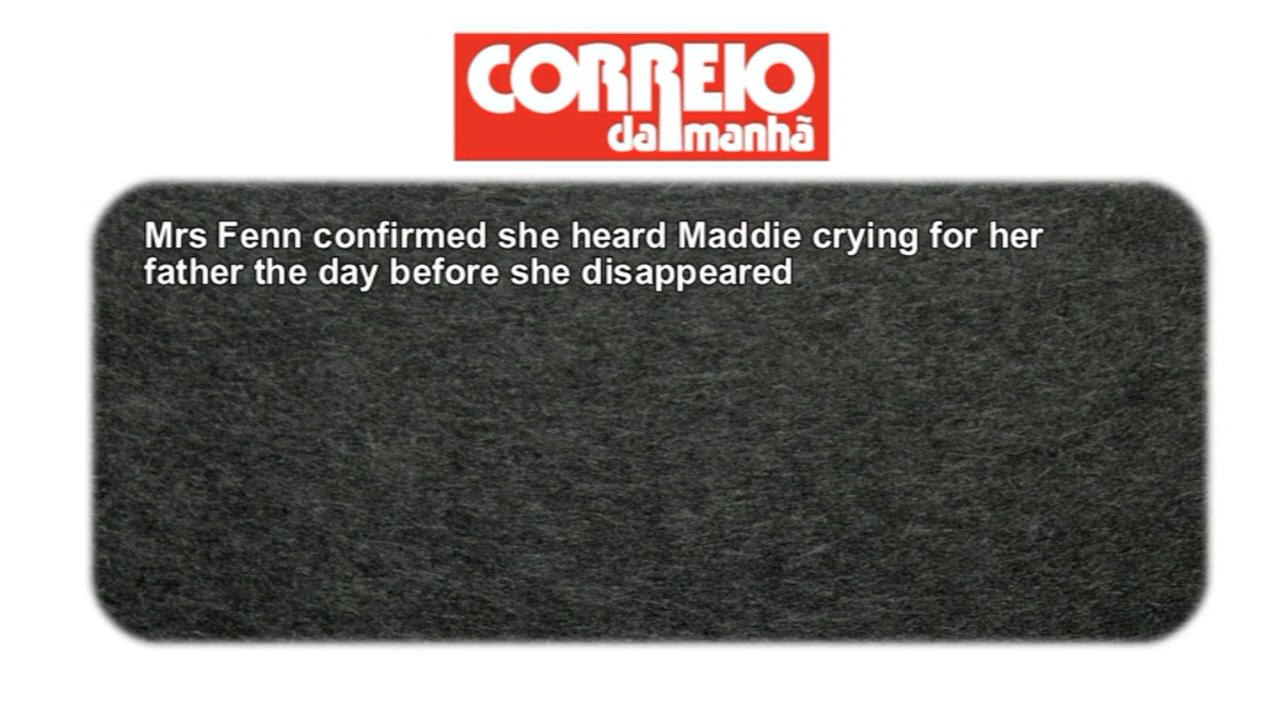 CORREIO
da manhã
Mrs Fenn confirmed she heard Maddie crying for her
father the day before she disappeared